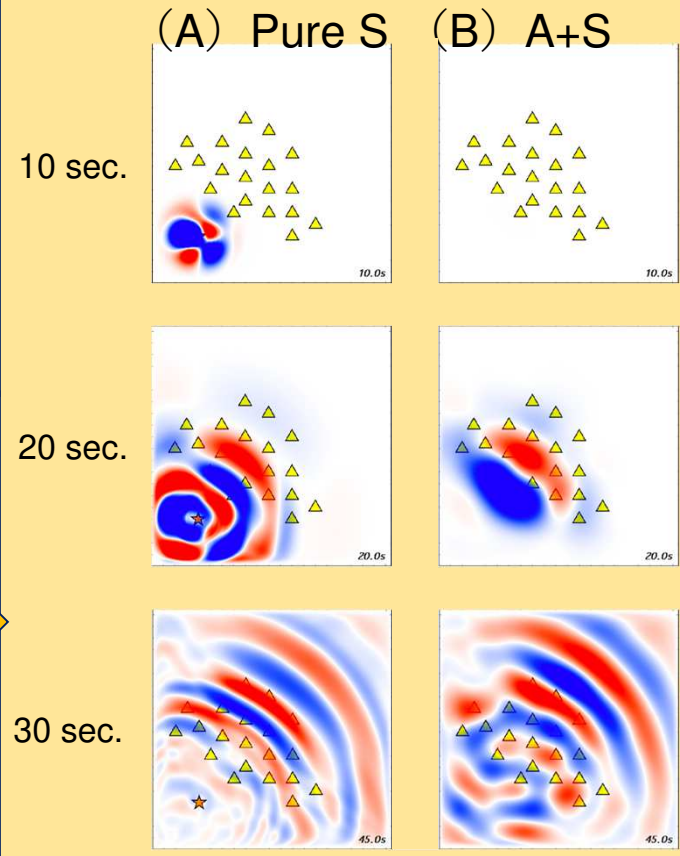 （A） Pure S （B） A+S
10 sec.
10.0s 10.0s
20 sec.
20.0s 20.0s
30 sec.
45.0s 45.0s